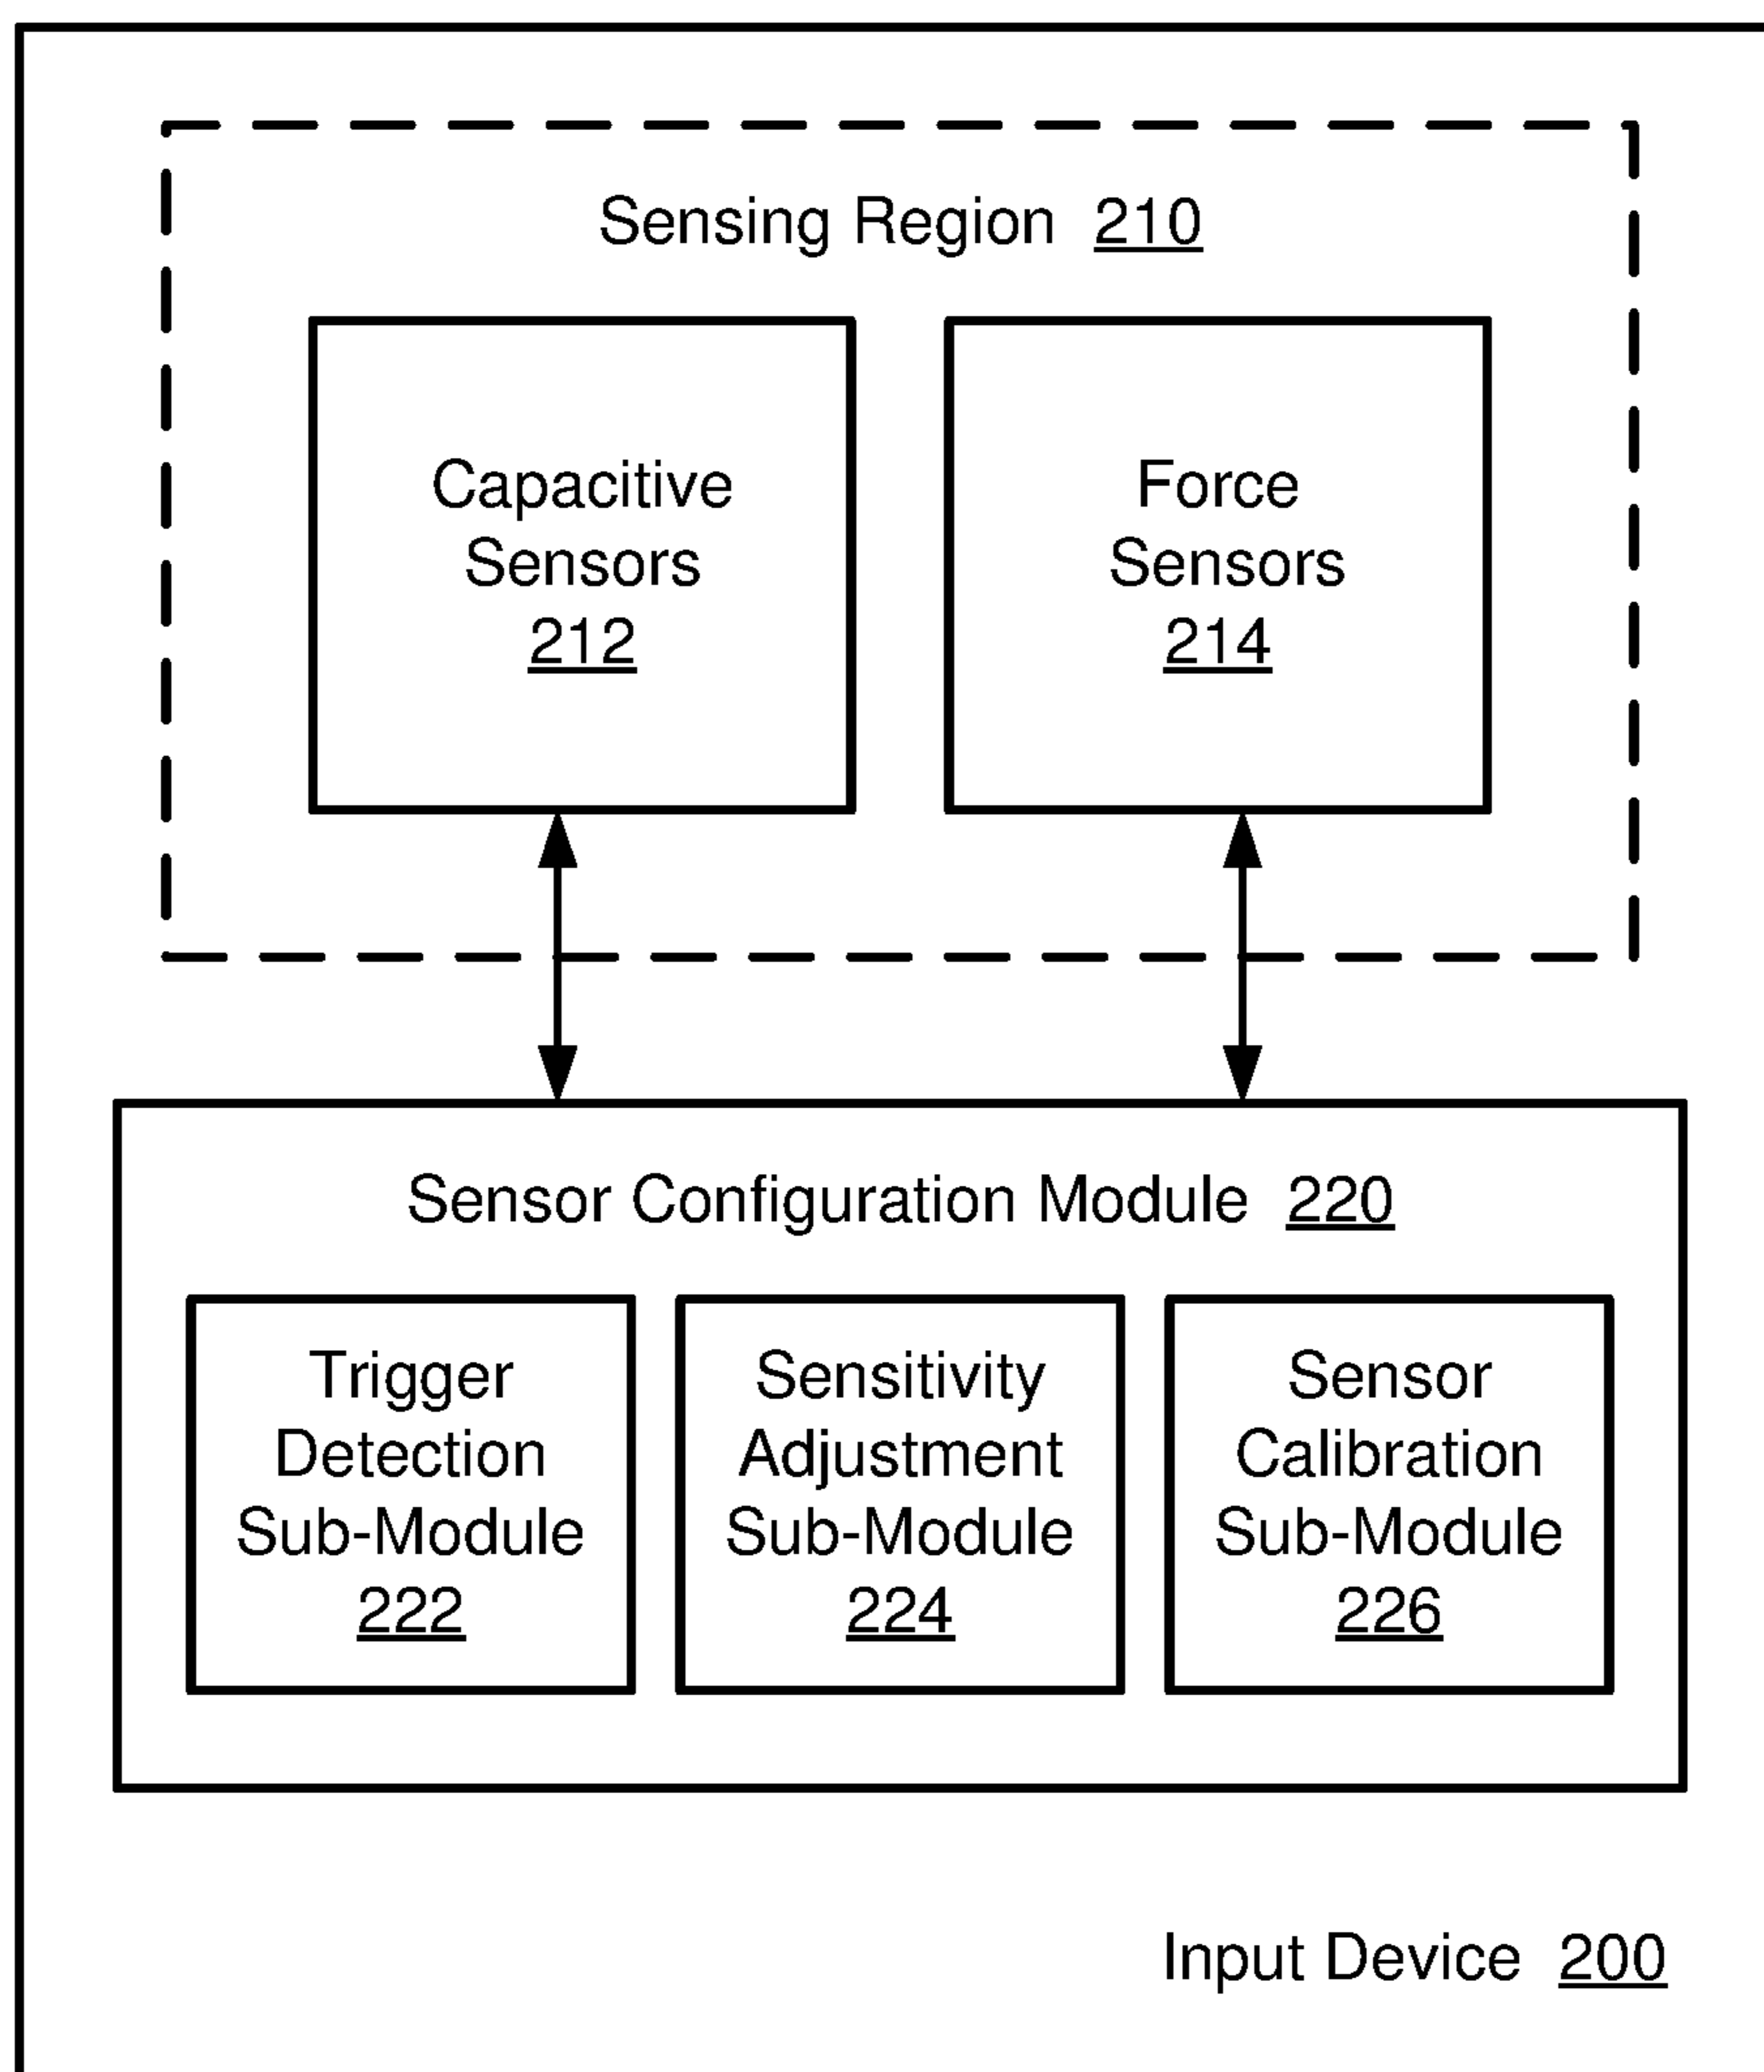 Sensing Region 210
Capacitive
Sensors
212
Force
Sensors
214
Sensor Configuration Module 220
Trigger
Detection
Sub-Module
222
Sensitivity
Adjustment
Sub-Module
224
Sensor
Calibration
Sub-Module
226
Input Device 200